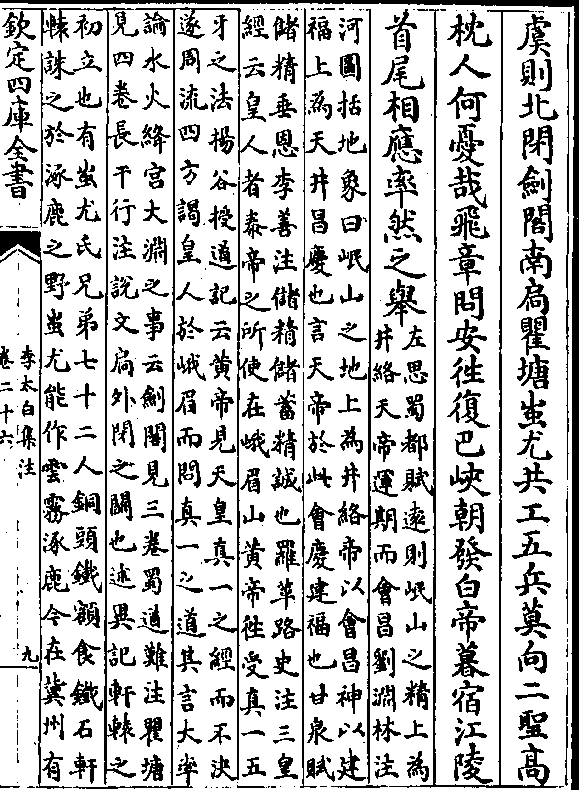 虞則北閉劍閣南扃瞿塘蚩尤共工五兵莫向二聖高
枕人何憂哉飛章問安往復巴峽朝發白帝暮宿江陵
首尾相應率然之舉
左思蜀都賦遠則岷山之精上為
井絡天帝運期而會昌劉淵林注
河圖括地象曰岷山之地上為井絡帝以會昌神以建
福上為天井昌慶也言天帝於此會慶建福也甘泉賦
儲精垂恩李善注儲精儲蓄精誠也羅苹路史注三皇
經云皇人者泰帝之所使在峨眉山黄帝徃受真一五
牙之法揚谷授道記云黄帝見天皇真一之經而不决
遂周流四方謁皇人於峨眉而問真一之道其言大率
論水火絳宫大淵之事云劍閣見三卷蜀道難注瞿塘
見四卷長干行注說文扃外閉之關也述異記軒轅之
初立也有蚩尤氏兄弟七十二人銅頭鐵額食鐵石軒
轅誅之於涿鹿之野蚩尤能作雲霧涿鹿今在冀州有
欽定四庫全書
李太白集注
卷二十六
九